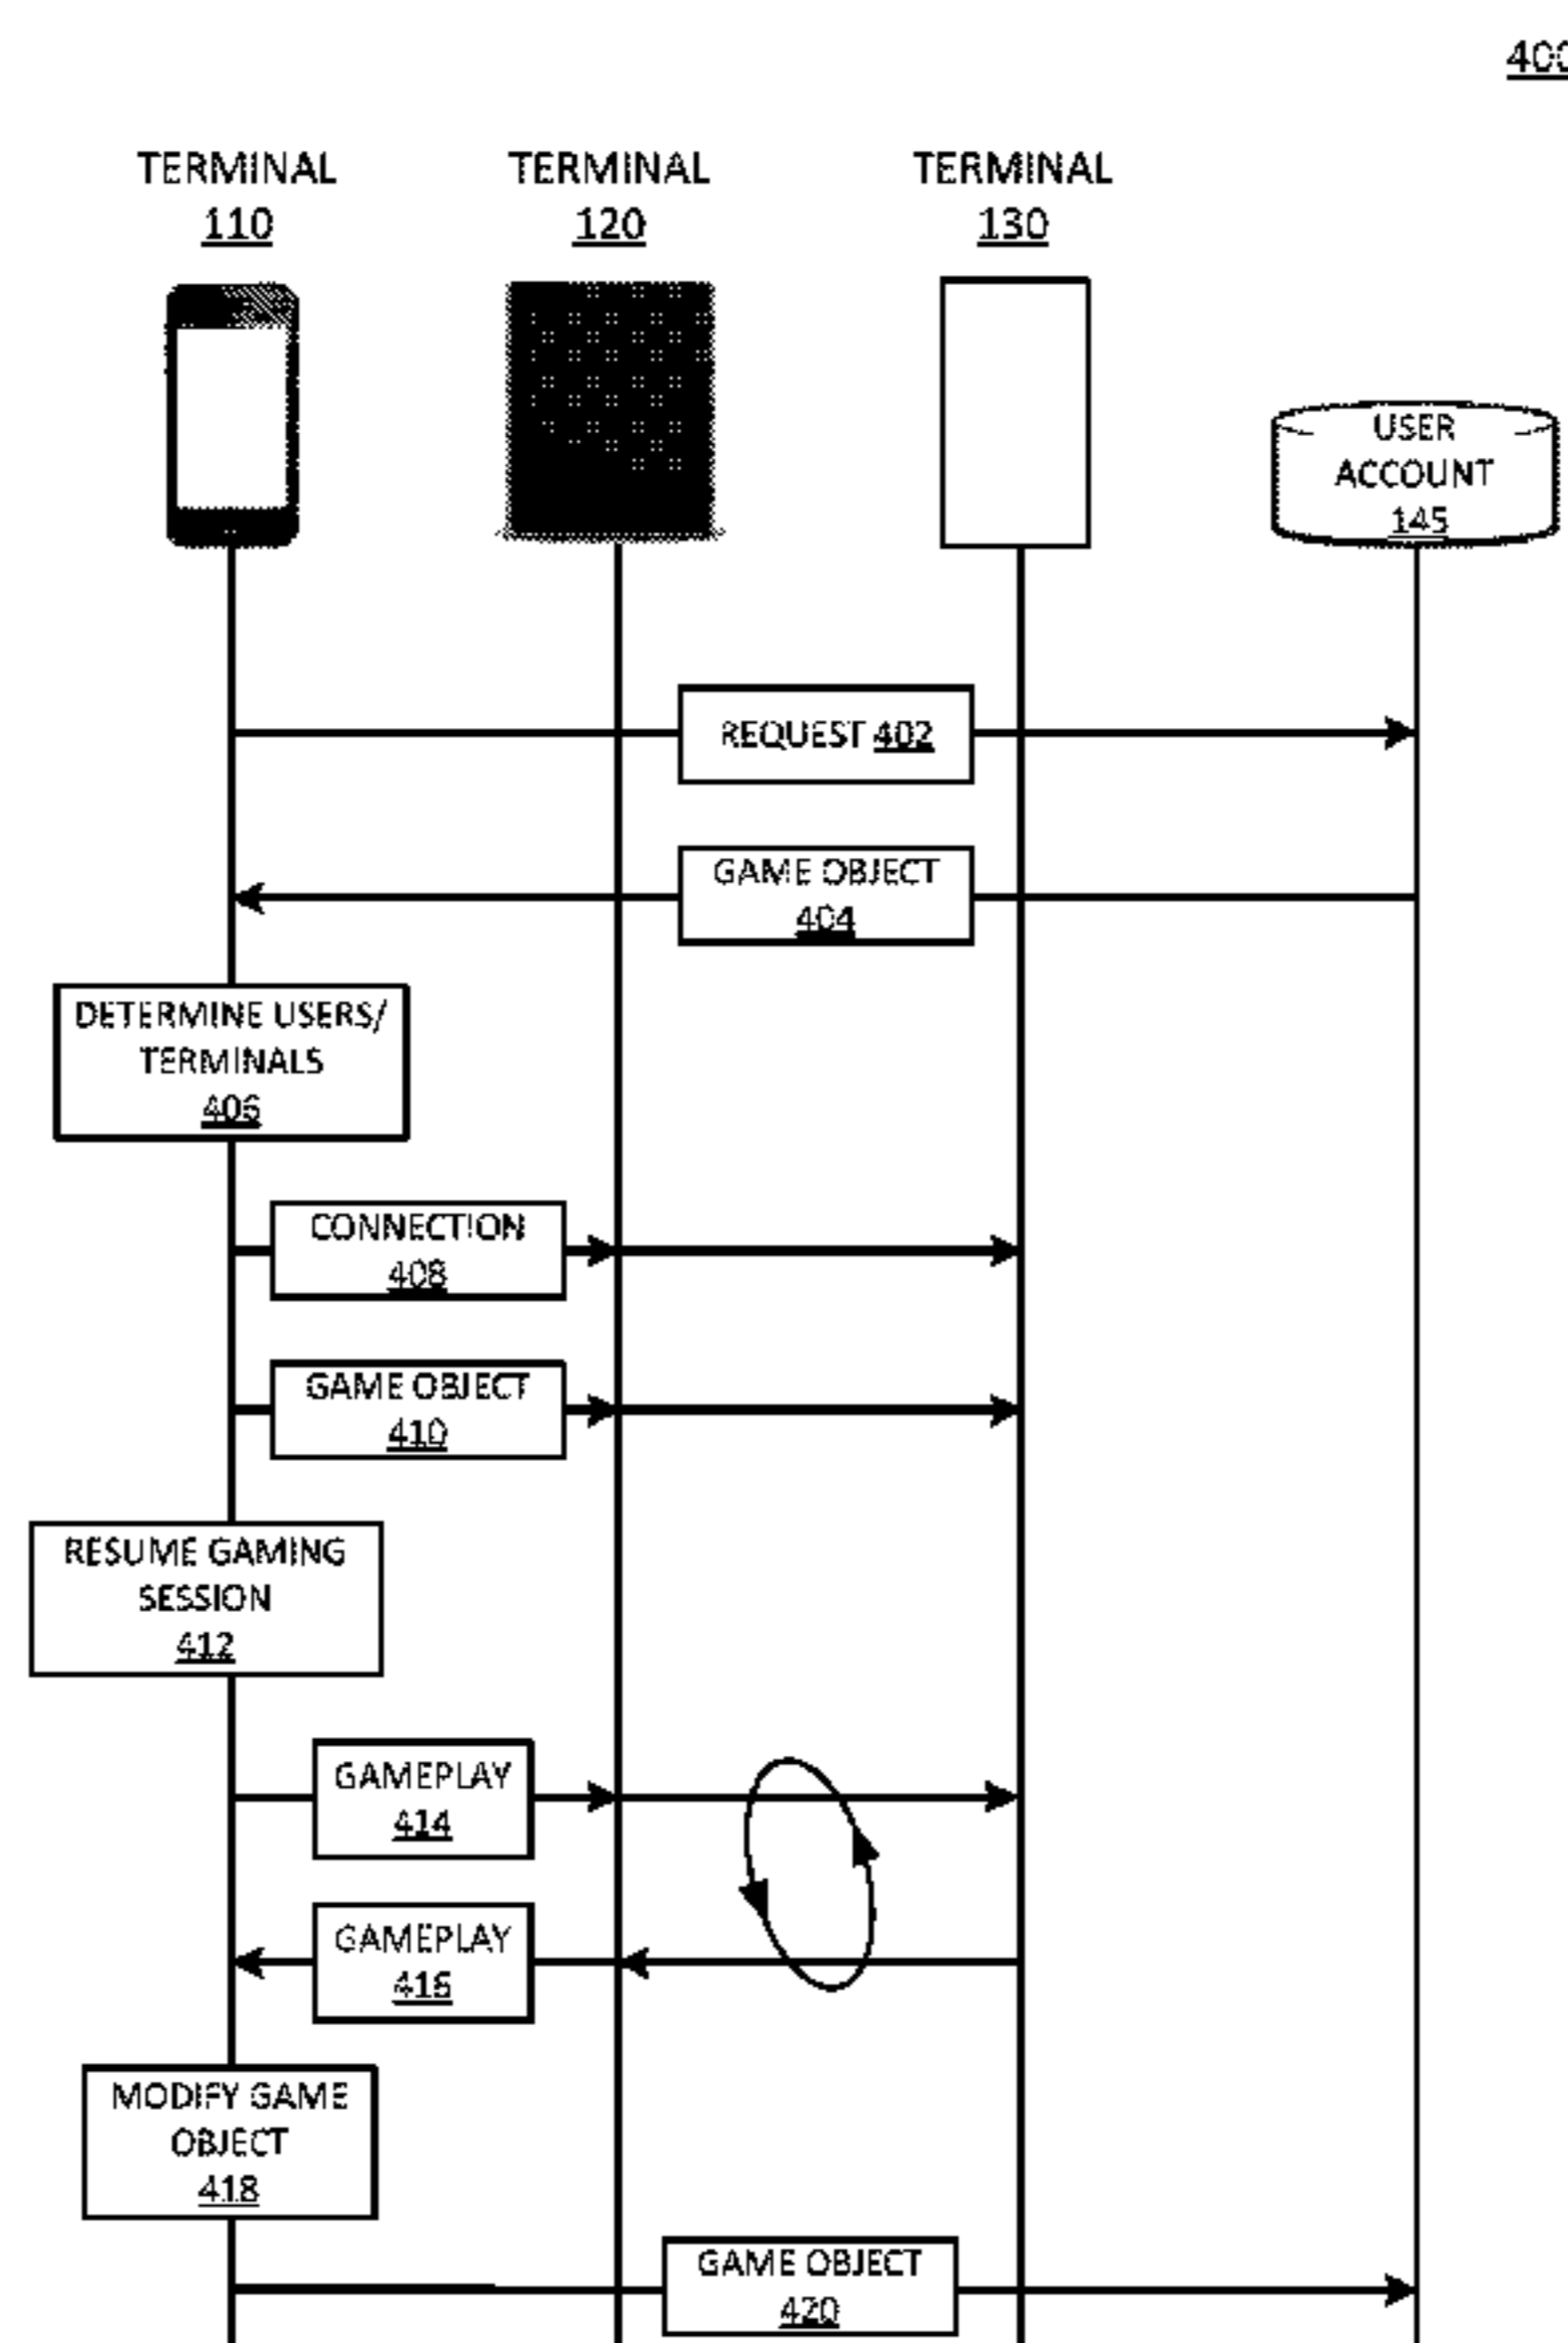 400
TERMINAL
110
TERMINAL
120
TERMINAL
130
USER
ACCOUNT
145
REQUEST 402
GAME OBJECT
404
DETERMINE USERS/
TERMINALS
406
CONNECTION
408
GAME OBJECT
410
RESUME GAMING
SESSION
412
GAMEPLAY
414
GAMEPLAY
416
MODIFY GAME
OBJECT
418
GAME OBJECT
420